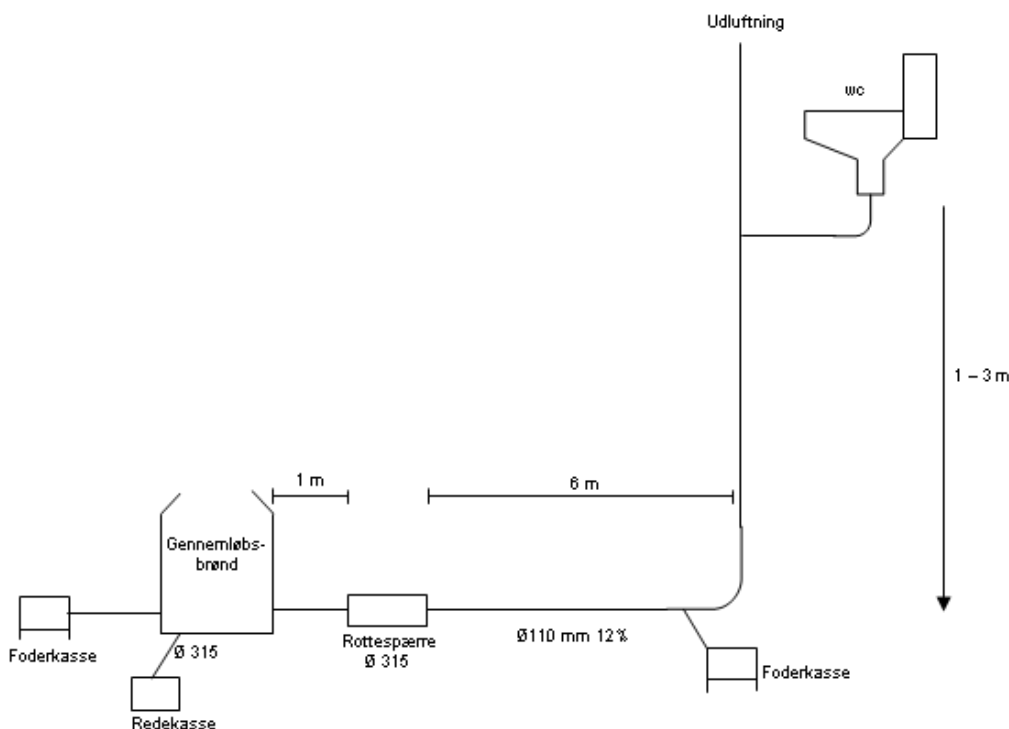 Udluftning
wc
1 – 3 m
1 m
6 m
Gennemløbs-
brønd
Foderkasse
Ø 315
Rottespærre
Ø 315
Ø110 mm 12%
Foderkasse
Redekasse